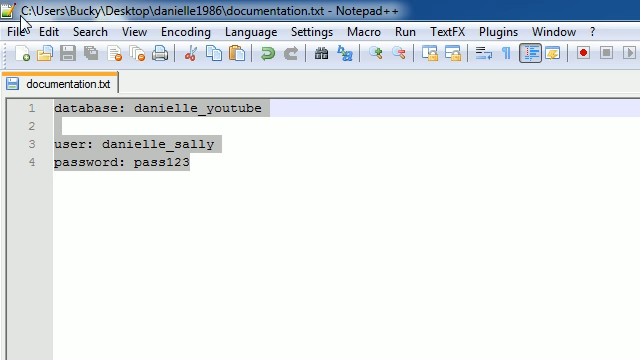 C:\Users\Bucky\Desktop\danielle1986\documentation.txt - Notepad++
File Edit Search View Encoding Language Settings Macro Run TextFX Plugins Window ?
documentation.txt
1 database: danielle_youtube
2
3 user: danielle_sally
4 password: pass123